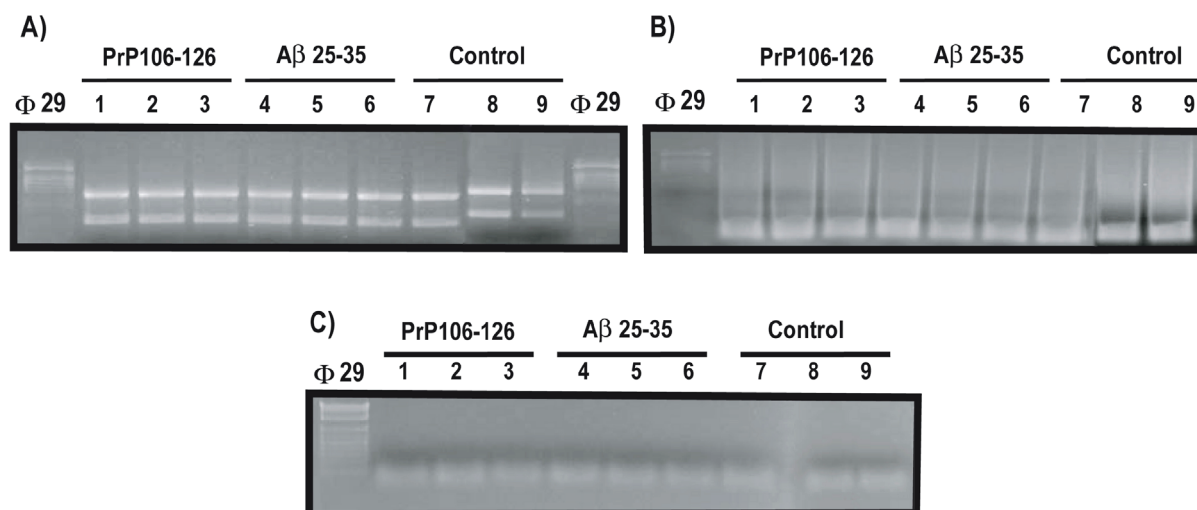 A)
PrP106-126 Aβ 25-35 Control
Φ 29 1 2 3 4 5 6 7 8 9 Φ 29
B)
PrP106-126 Aβ 25-35 Control
Φ 29 1 2 3 4 5 6 7 8 9
C)
PrP106-126 Aβ 25-35 Control
Φ 29 1 2 3 4 5 6 7 8 9